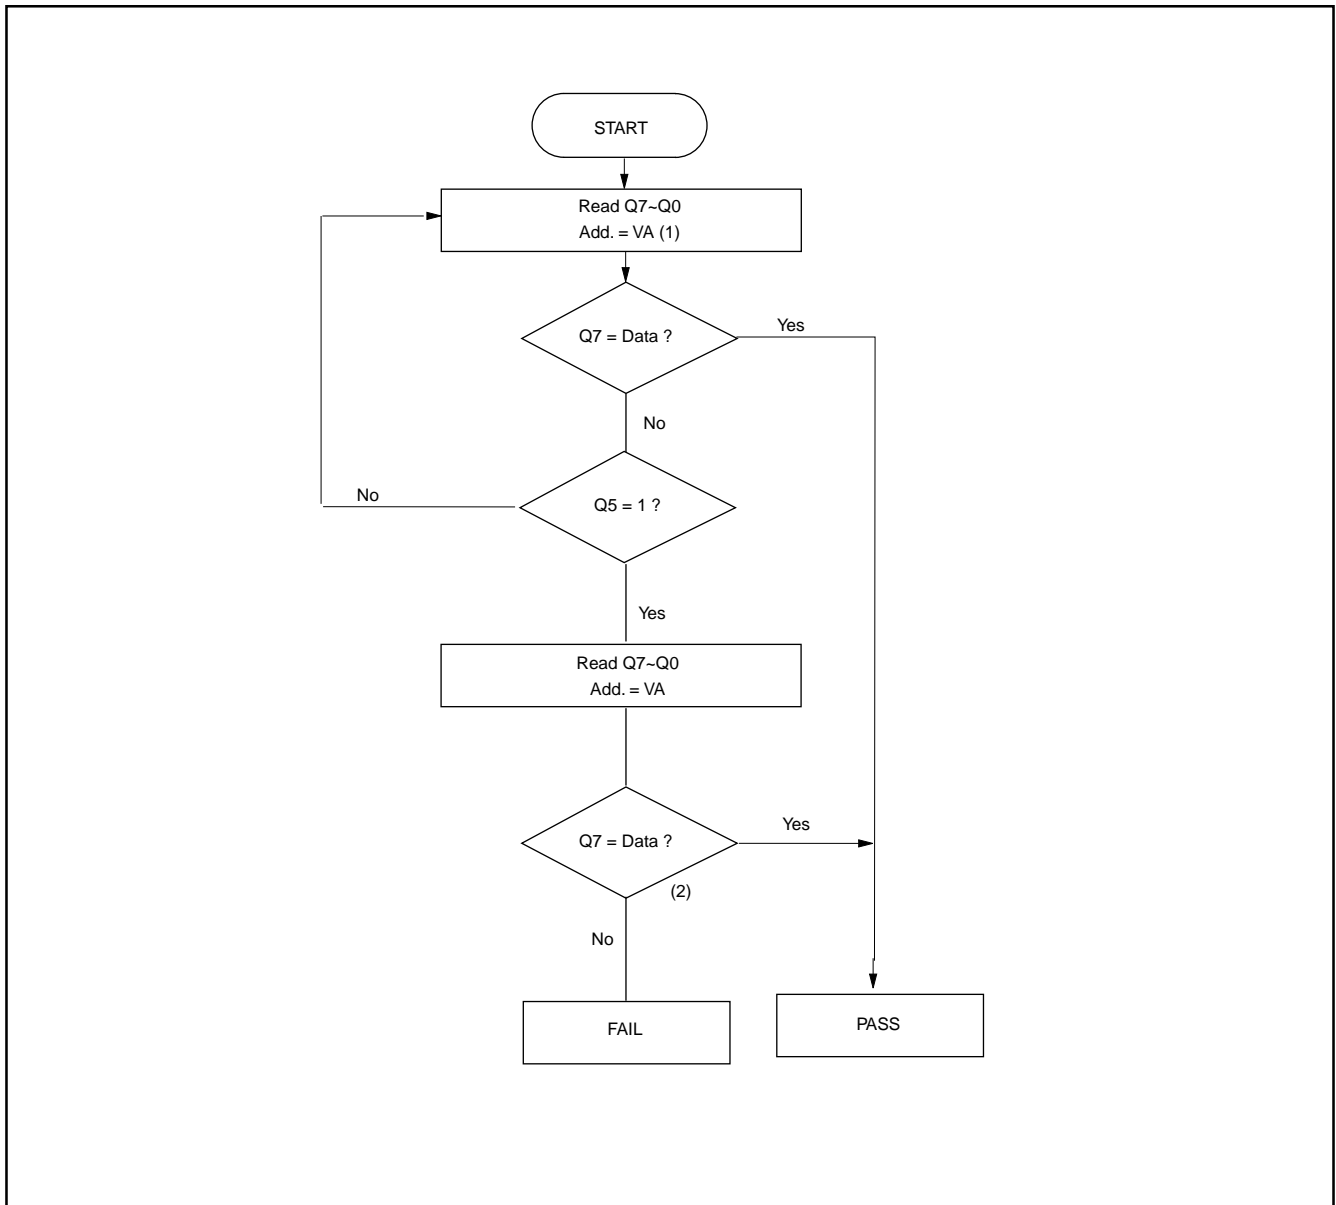 START
Read Q7~Q0
Add. = VA (1)
Q7 = Data ?
Yes
No
Q5 = 1 ?
No
Yes
Read Q7~Q0
Add. = VA
Q7 = Data ?
Yes
(2)
No
FAIL
PASS